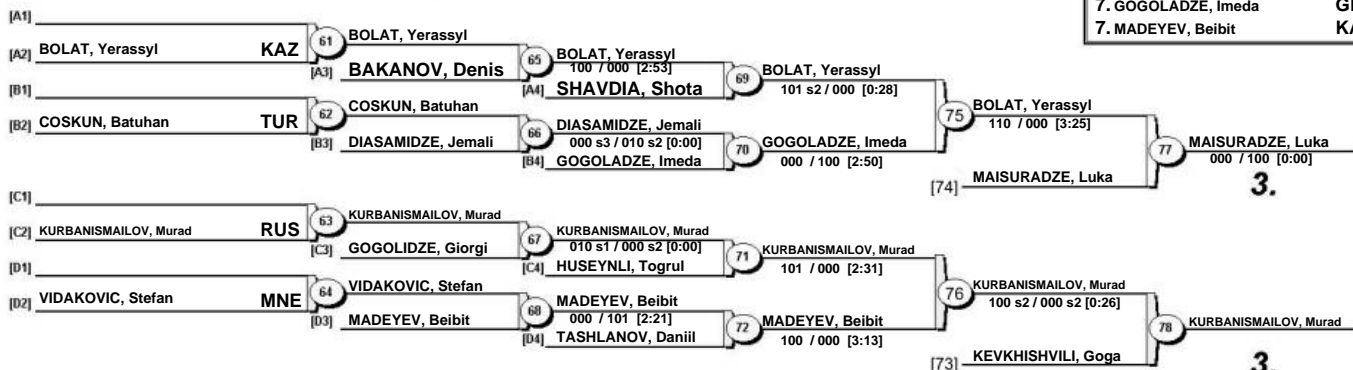 7. GOGOLADZE, Imeda
7. MADEYEV, Beibit
[A1]
[A2] BOLAT, Yerassyl KAZ
61
BOLAT, Yerassyl
[A3] BAKANOV, Denis
65
BOLAT, Yerassyl
100 / 000 [2:53]
[A4] SHAVDIA, Shota
69
BOLAT, Yerassyl
101 s2 / 000 [0:28]
[B1]
[B2] COSKUN, Batuhan TUR
62
COSKUN, Batuhan
[B3] DIASAMIDZE, Jemali
66
DIASAMIDZE, Jemali
000 s3 / 010 s2 [0:00]
[B4] GOGOLADZE, Imeda
70
GOGOLADZE, Imeda
000 / 100 [2:50]
75
BOLAT, Yerassyl
110 / 000 [3:25]
[74] MAISURADZE, Luka
77
MAISURADZE, Luka
000 / 100 [0:00]
3.
[C1]
[C2] KURBANISMAILOV, Murad RUS
63
KURBANISMAILOV, Murad
[C3] GOGOLIDZE, Giorgi
67
KURBANISMAILOV, Murad
010 s1 / 000 s2 [0:00]
[C4] HUSEYNLI, Togrul
71
KURBANISMAILOV, Murad
101 / 000 [2:31]
[D1]
[D2] VIDAKOVIC, Stefan MNE
64
VIDAKOVIC, Stefan
[D3] MADEYEV, Beibit
68
MADEYEV, Beibit
000 / 101 [2:21]
[D4] TASHLANOV, Daniil
72
MADEYEV, Beibit
100 / 000 [3:13]
76
KURBANISMAILOV, Murad
100 s2 / 000 s2 [0:26]
[73] KEVKHISHVILI, Goga
78
KURBANISMAILOV, Murad
3.